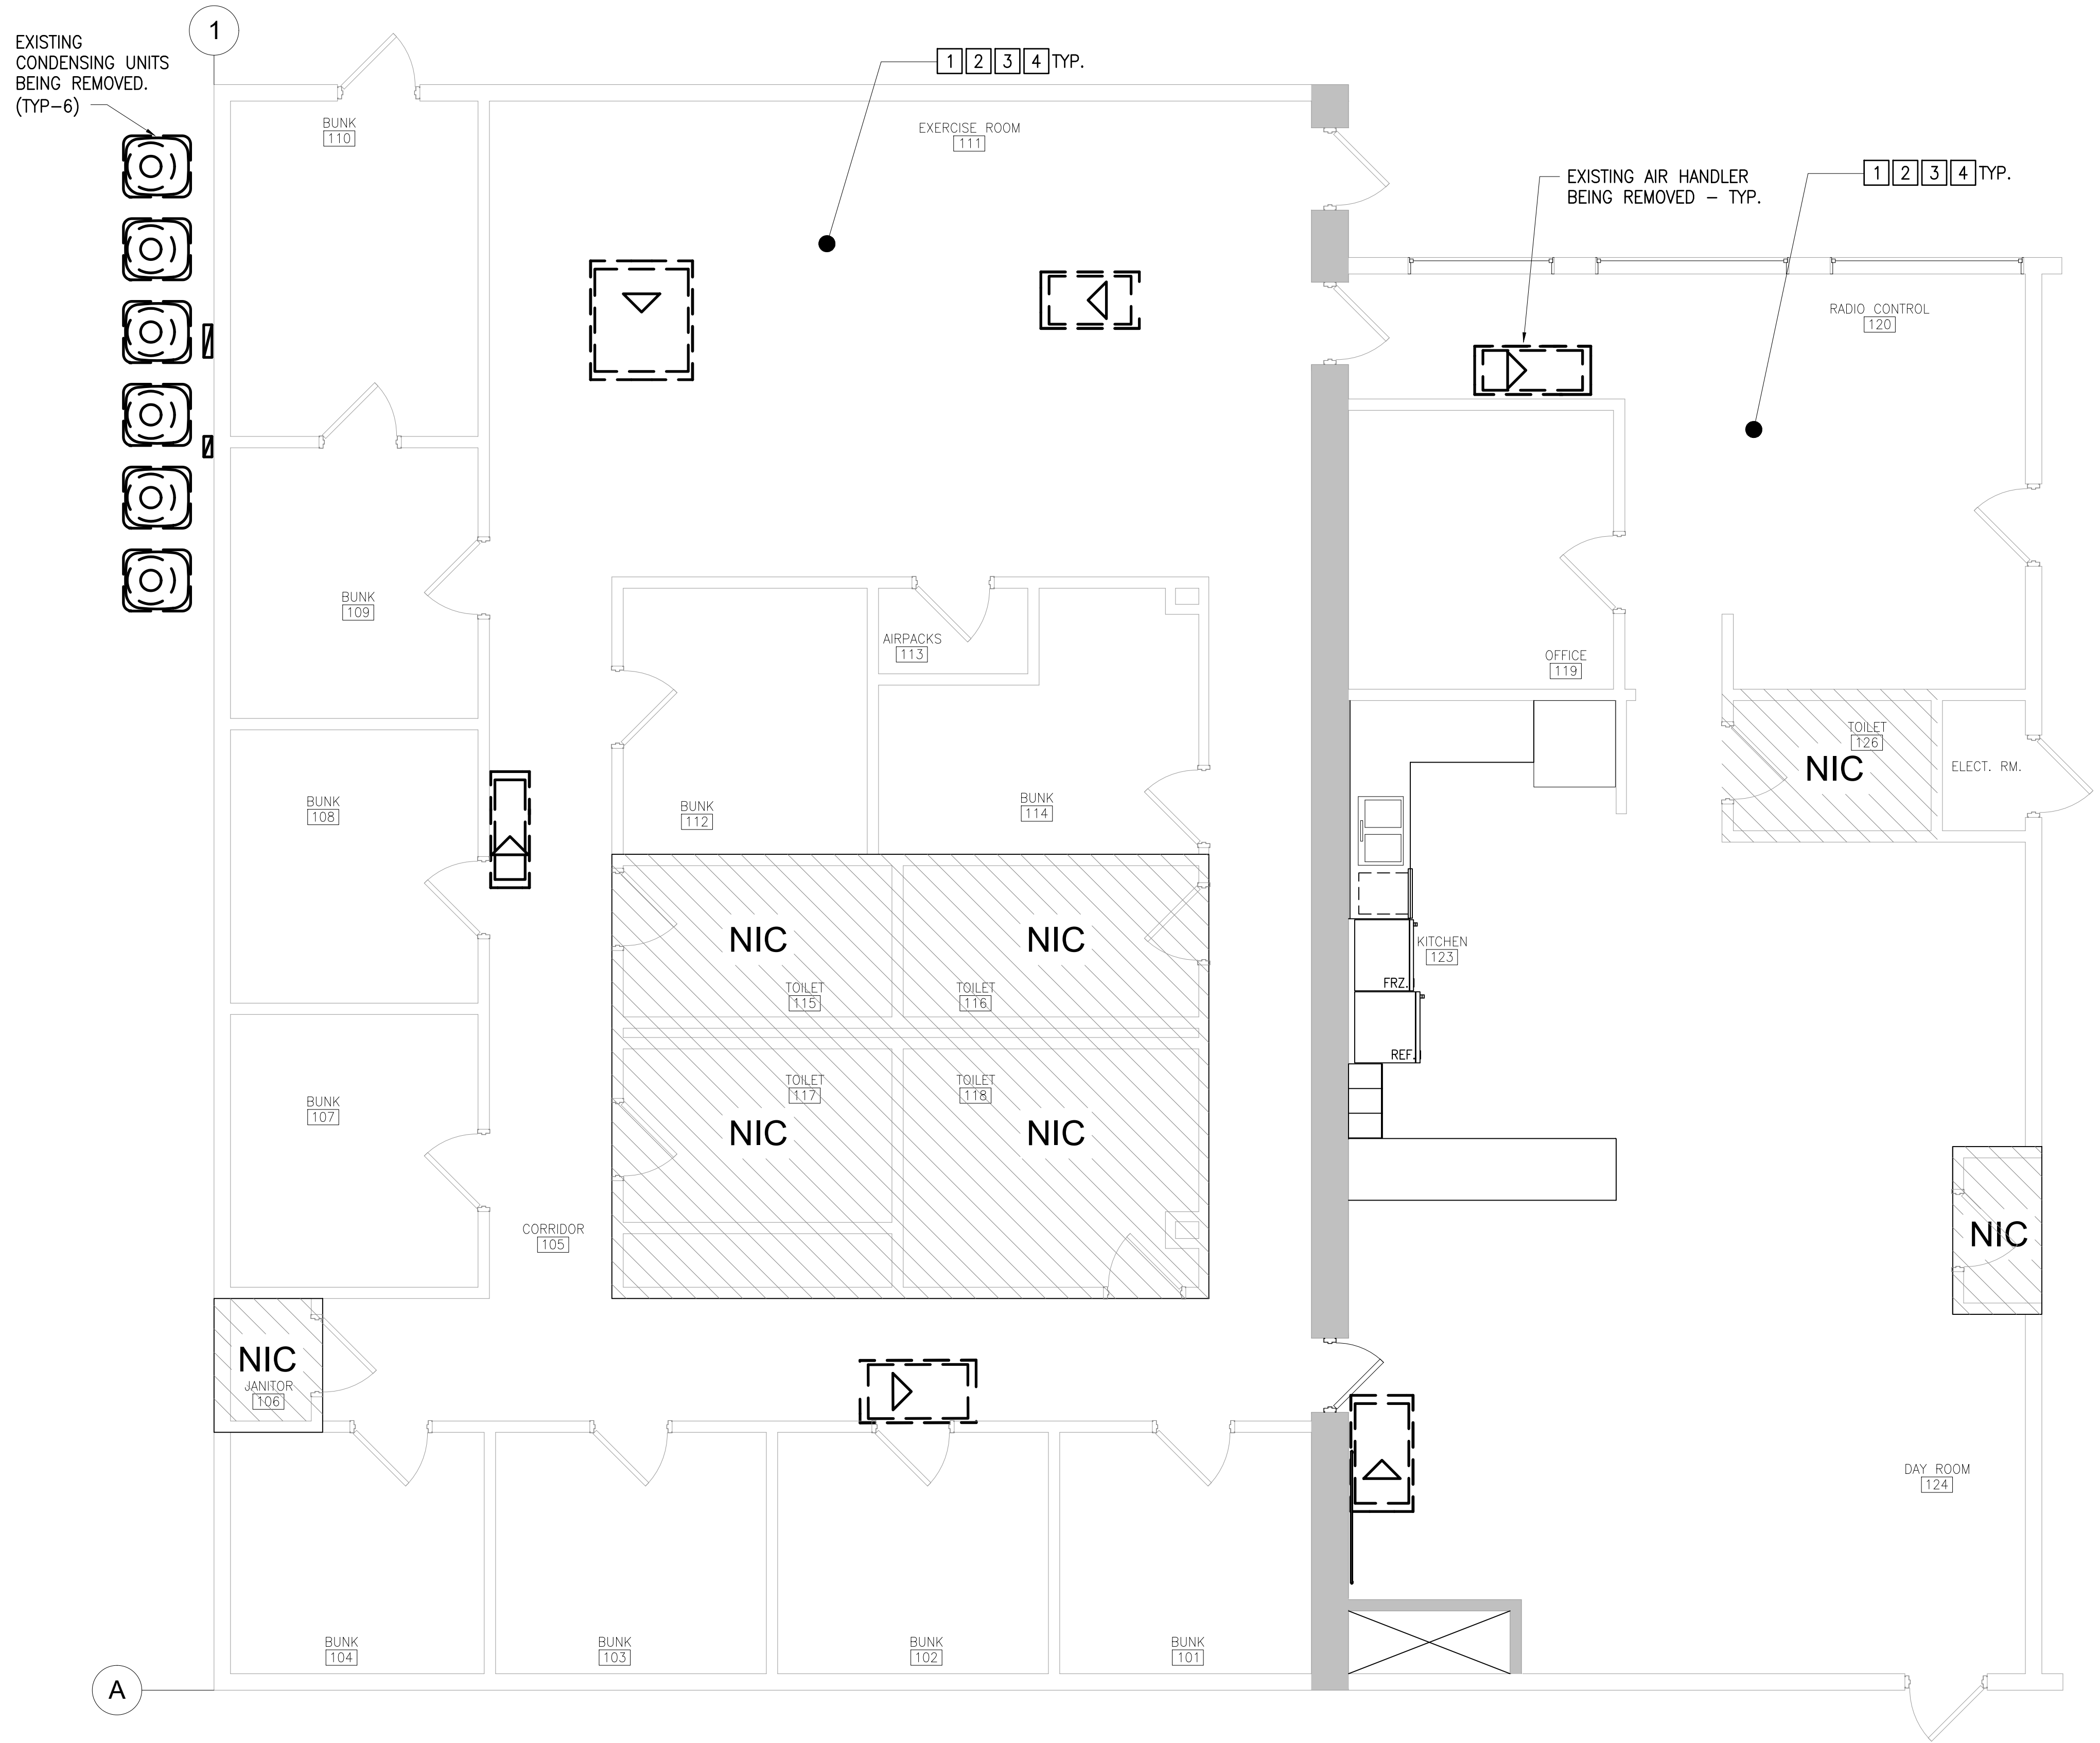 1
EXISTING
CONDENSING UNITS
BEING REMOVED.
(TYP-6)
1 2 3 4 TYP.
BUNK
110
EXERCISE ROOM
111
EXISTING AIR HANDLER
BEING REMOVED - TYP.
1 2 3 4 TYP.
RADIO CONTROL
120
BUNK
109
AIRPACKS
113
OFFICE
119
BUNK
108
BUNK
112
BUNK
114
TOILET
126
NIC
ELECT. RM.
NIC
NIC
TOILET
115
TOILET
116
KITCHEN
123
FRZ.
REF.
BUNK
107
TOILET
117
TOILET
118
NIC
NIC
CORRIDOR
105
NIC
NIC
JANITOR
106
DAY ROOM
124
BUNK
104
BUNK
103
BUNK
102
BUNK
101
A